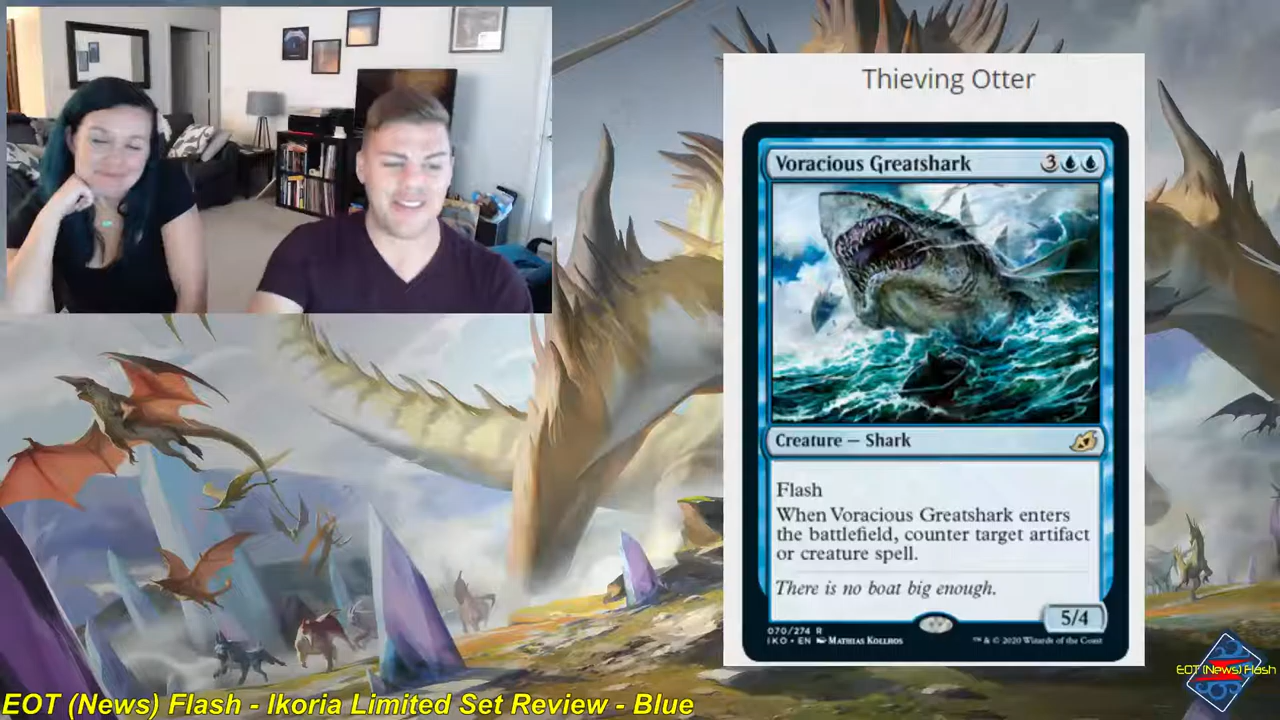 Thieving Otter
Voracious Greatshark 3
Creature — Shark
Flash
When Voracious Greatshark enters
the battlefield, counter target artifact
or creature spell.
There is no boat big enough.
5/4
070/274 R
IKO • EN Mathias Kollros
™ & © 2020 Wizards of the Coast
EOT (News) Flash
EOT (News) Flash - Ikoria Limited Set Review - Blue